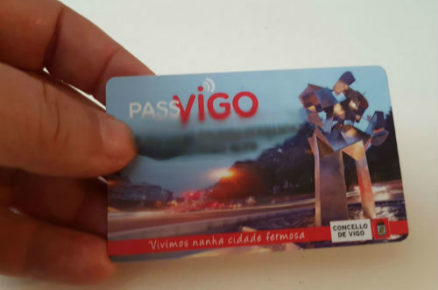 PASSVIGO
Vivimos nunha cidade fermosa
CONCELLO
DE VIGO